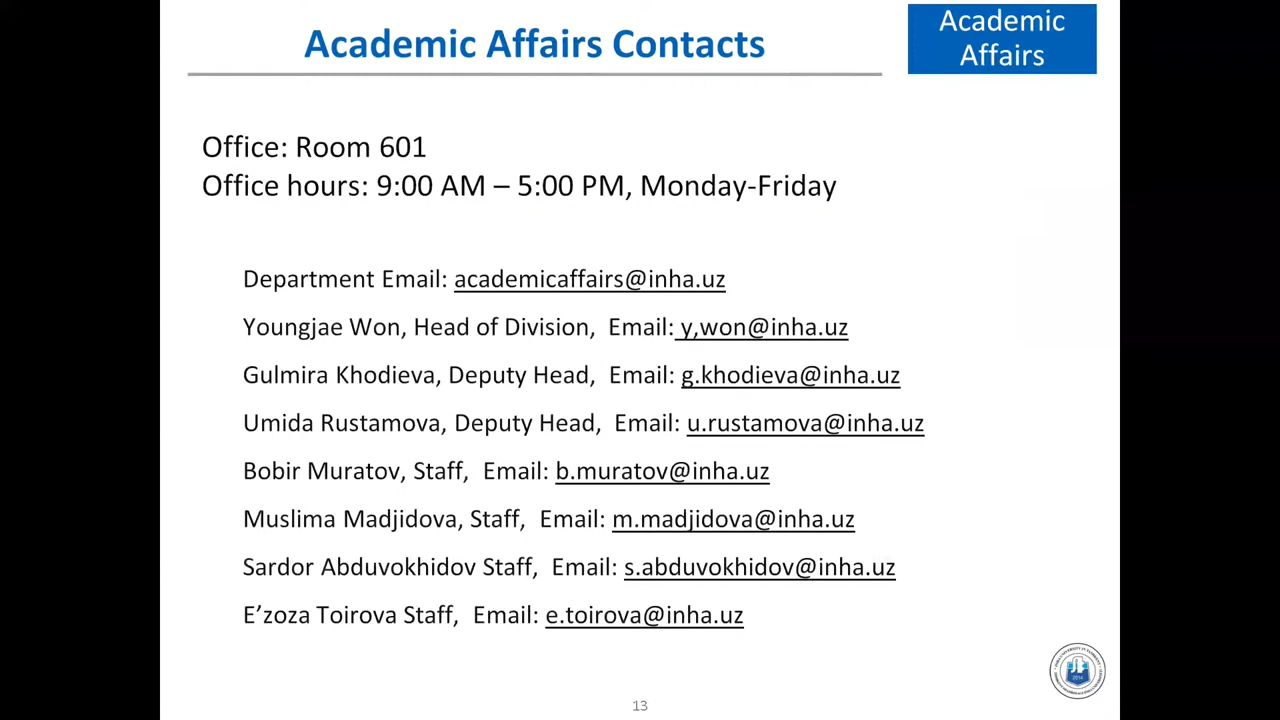 Academic Affairs Contacts
Academic
Affairs
Office: Room 601
Office hours: 9:00 AM – 5:00 PM, Monday-Friday
Department Email: academicaffairs@inha.uz
Youngjae Won, Head of Division, Email: y,won@inha.uz
Gulmira Khodieva, Deputy Head, Email: g.khodieva@inha.uz
Umida Rustamova, Deputy Head, Email: u.rustamova@inha.uz
Bobir Muratov, Staff, Email: b.muratov@inha.uz
Muslima Madjidova, Staff, Email: m.madjidova@inha.uz
Sardor Abduvokhidov Staff, Email: s.abduvokhidov@inha.uz
E’zoza Toirova Staff, Email: e.toirova@inha.uz
2014
13